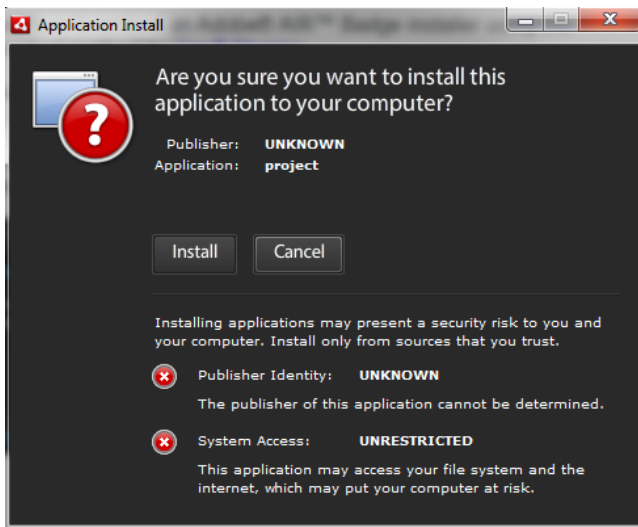 Application Install
Are you sure you want to install this
application to your computer?
Publisher: UNKNOWN
Application: project
Install Cancel
Installing applications may present a security risk to you and
your computer. Install only from sources that you trust.
Publisher Identity: UNKNOWN
The publisher of this application cannot be determined.
System Access: UNRESTRICTED
This application may access your file system and the
internet, which may put your computer at risk.